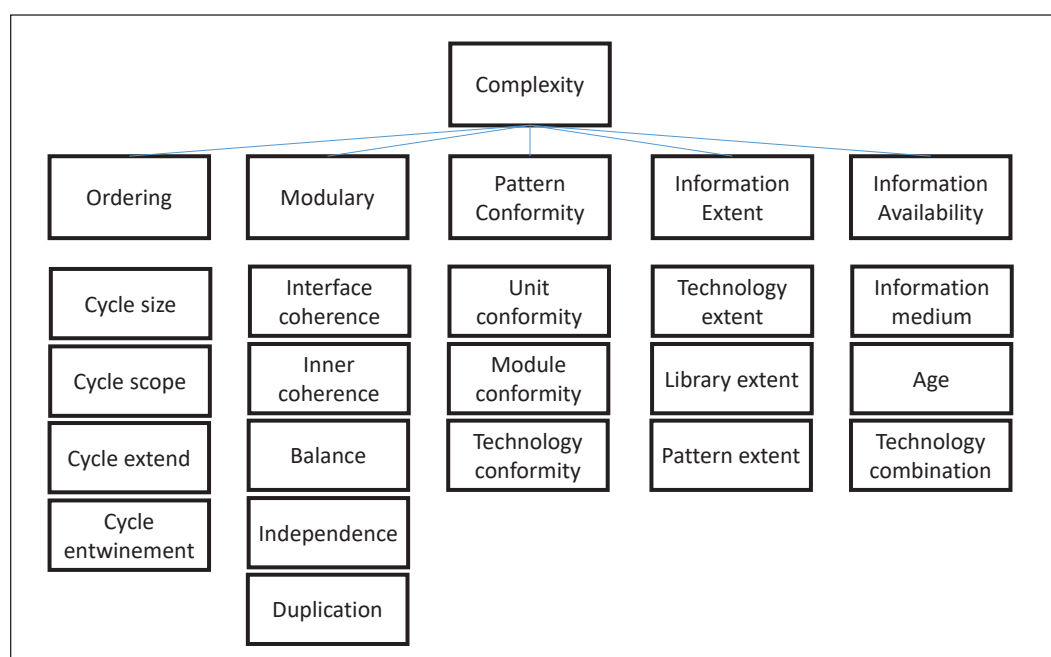 Complexity
Ordering
Modulary
Pattern
Conformity
Information
Extent
Information
Availability
Cycle size
Cycle scope
Cycle extend
Cycle
entwinement
Interface
coherence
Inner
coherence
Balance
Independence
Duplication
Unit
conformity
Module
conformity
Technology
conformity
Technology
extent
Library extent
Pattern extent
Information
medium
Age
Technology
combination